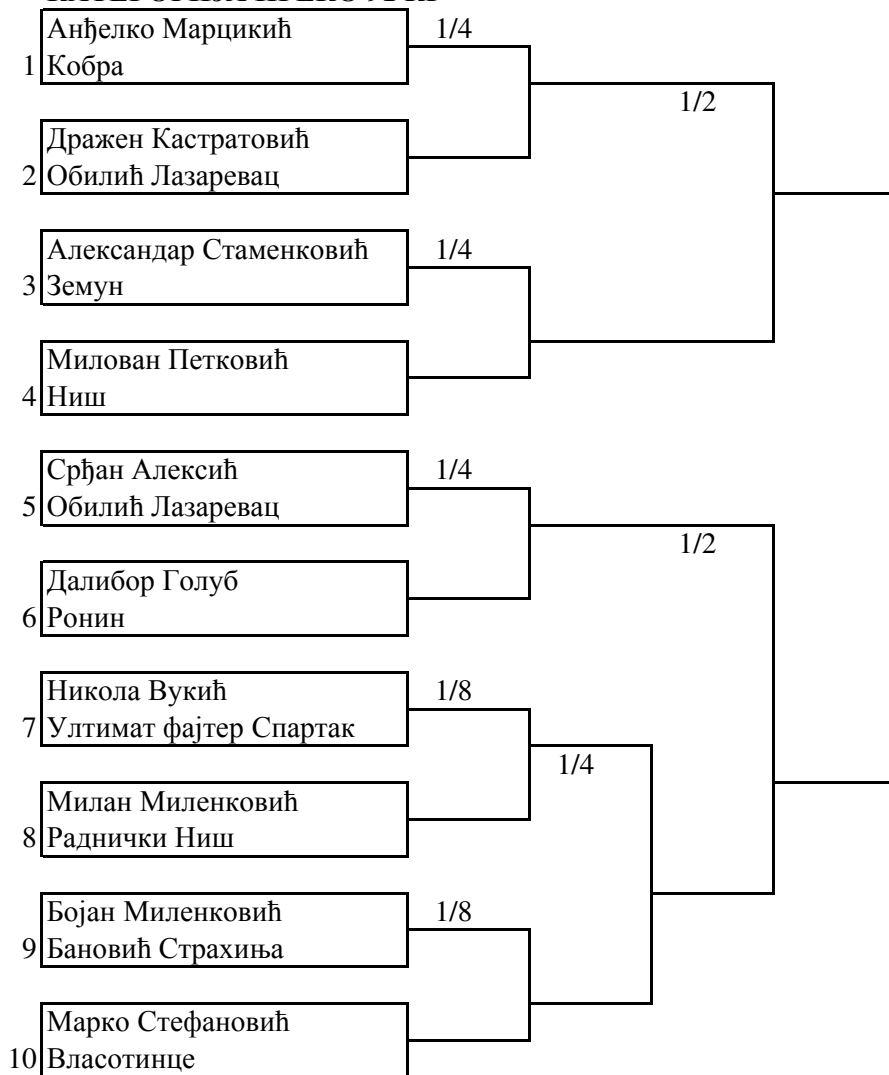 Анђелко Марцикић 1/4
1 Кобра
1/2
Дражен Кастратовић
2 Обилић Лазаревац
Александар Стаменковић 1/4
3 Земун
Милован Петковић
4 Ниш
Срђан Алексић 1/4
5 Обилић Лазаревац
1/2
Далибор Голуб
6 Ронин
Никола Вукић 1/8
7 Ултимат фајтер Спартак
1/4
Милан Миленковић
8 Раднички Ниш
Бојан Миленковић 1/8
9 Бановић Страхиња
Марко Стефановић
10 Власотинце